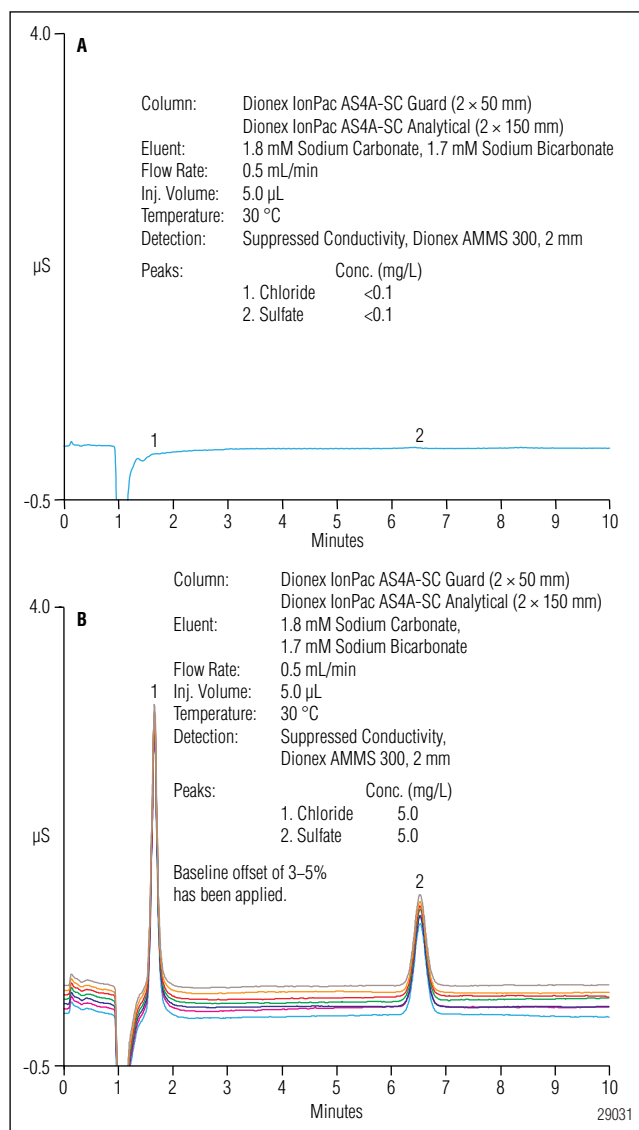 4.0
A
Column: Dionex IonPac AS4A-SC Guard (2 × 50 mm)
Dionex IonPac AS4A-SC Analytical (2 × 150 mm)
Eluent: 1.8 mM Sodium Carbonate, 1.7 mM Sodium Bicarbonate
Flow Rate: 0.5 mL/min
Inj. Volume: 5.0 µL
Temperature: 30 °C
Detection: Suppressed Conductivity, Dionex AMMS 300, 2 mm
µS
Peaks: Conc. (mg/L)
1. Chloride <0.1
2. Sulfate <0.1
1 2
-0.5
0 1 2 3 4 5 6 7 8 9 10
Minutes
4.0
B
Column: Dionex IonPac AS4A-SC Guard (2 × 50 mm)
Dionex IonPac AS4A-SC Analytical (2 × 150 mm)
Eluent: 1.8 mM Sodium Carbonate,
1.7 mM Sodium Bicarbonate
Flow Rate: 0.5 mL/min
1 Inj. Volume: 5.0 µL
Temperature: 30 °C
Detection: Suppressed Conductivity,
Dionex AMMS 300, 2 mm
Peaks: Conc. (mg/L)
1. Chloride 5.0
µS
2. Sulfate 5.0
Baseline offset of 3–5%
has been applied.
2
-0.5
0 1 2 3 4 5 6 7 8 9 10
Minutes
29031